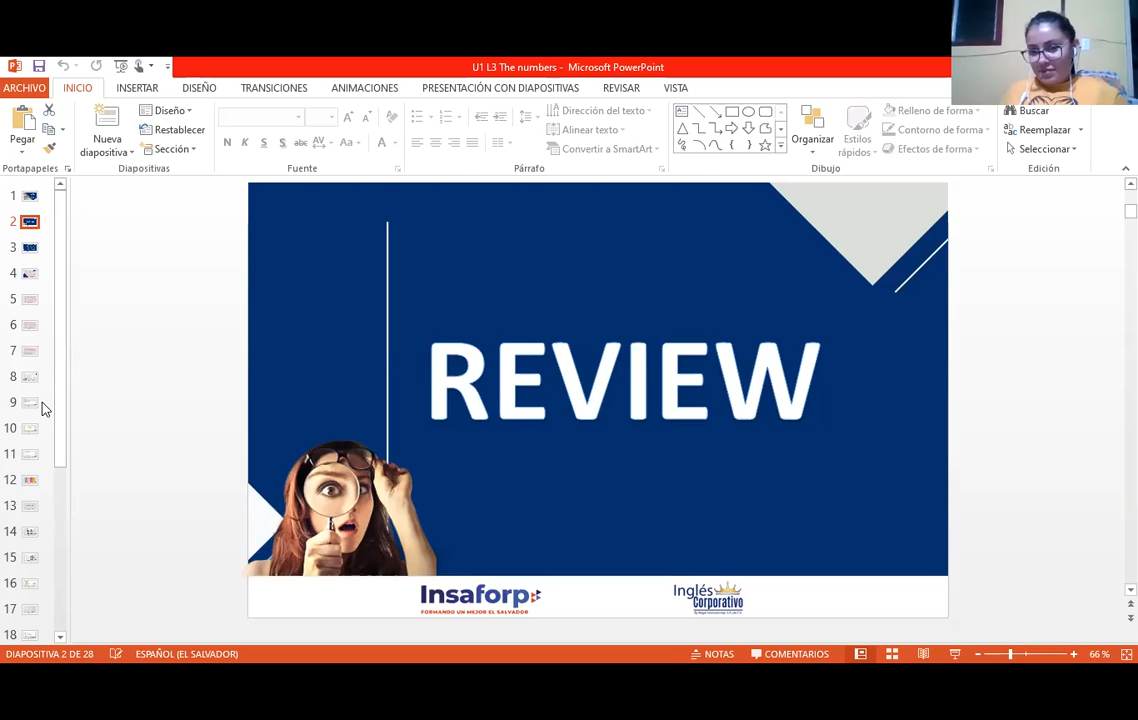 U1 L3 The numbers - Microsoft PowerPoint
ARCHIVO INICIO INSERTAR DISEÑO TRANSICIONES ANIMACIONES PRESENTACIÓN CON DIAPOSITIVAS REVISAR VISTA
Pegar
Portapapeles
Nueva
diapositiva
Diseño
Restablecer
Sección
Diapositivas
N K S S abc AV Aa A
Fuente
Dirección del texto
Alinear texto
Convertir a SmartArt
Párrafo
Organizar
Estilos
rápidos
Relleno de forma
Contorno de forma
Efectos de forma
Dibujo
Buscar
Reemplazar
Seleccionar
Edición
1
2
3
4
5
6
7
8
9
10
11
12
13
14
15
16
17
18
REVIEW
Insaforp
FORMANDO UN MEJOR EL SALVADOR
Inglés
Corporativo
DIAPOSITIVA 2 DE 28 ESPAÑOL (EL SALVADOR) NOTAS COMENTARIOS 66 %